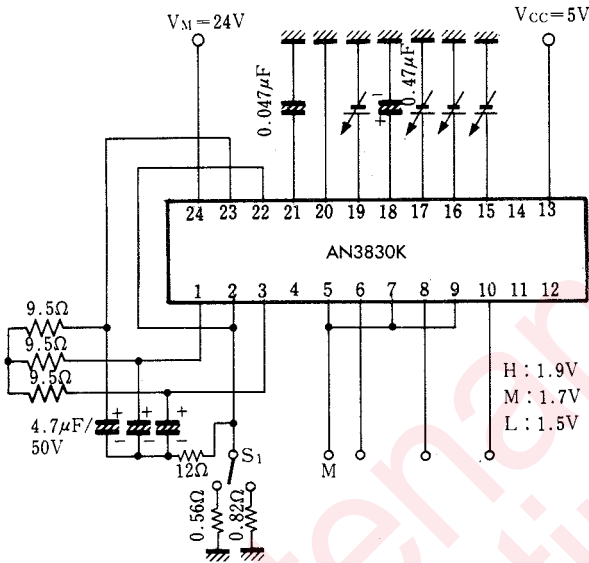 V_M=24V
V_CC=5V
0.047μF
0.47μF
−
+
24 23 22 21 20 19 18 17 16 15 14 13
AN3830K
1 2 3 4 5 6 7 8 9 10 11 12
9.5Ω
9.5Ω
9.5Ω
H : 1.9V
M : 1.7V
L : 1.5V
+ + +
− − −
4.7μF/
50V
12Ω
S₁
M
0.56Ω
0.82Ω